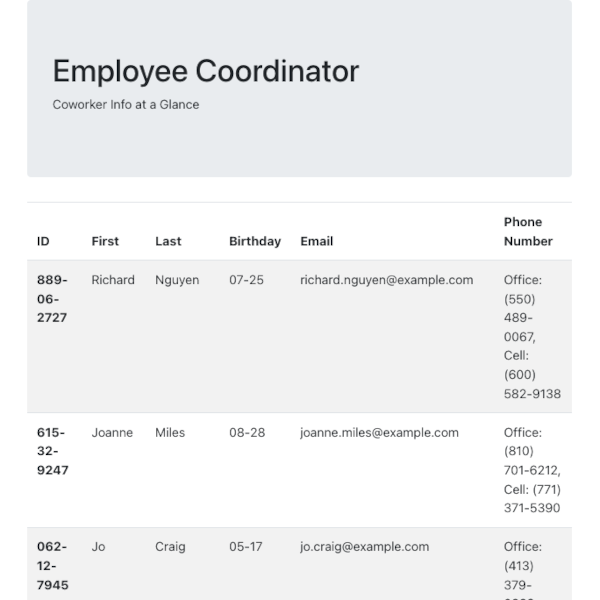 Employee Coordinator
Coworker Info at a Glance
ID First Last Birthday Email Phone Number
889-06-2727 Richard Nguyen 07-25 richard.nguyen@example.com Office: (550) 489-0067, Cell: (600) 582-9138
615-32-9247 Joanne Miles 08-28 joanne.miles@example.com Office: (810) 701-6212, Cell: (771) 371-5390
062-12-7945 Jo Craig 05-17 jo.craig@example.com Office: (413) 379-